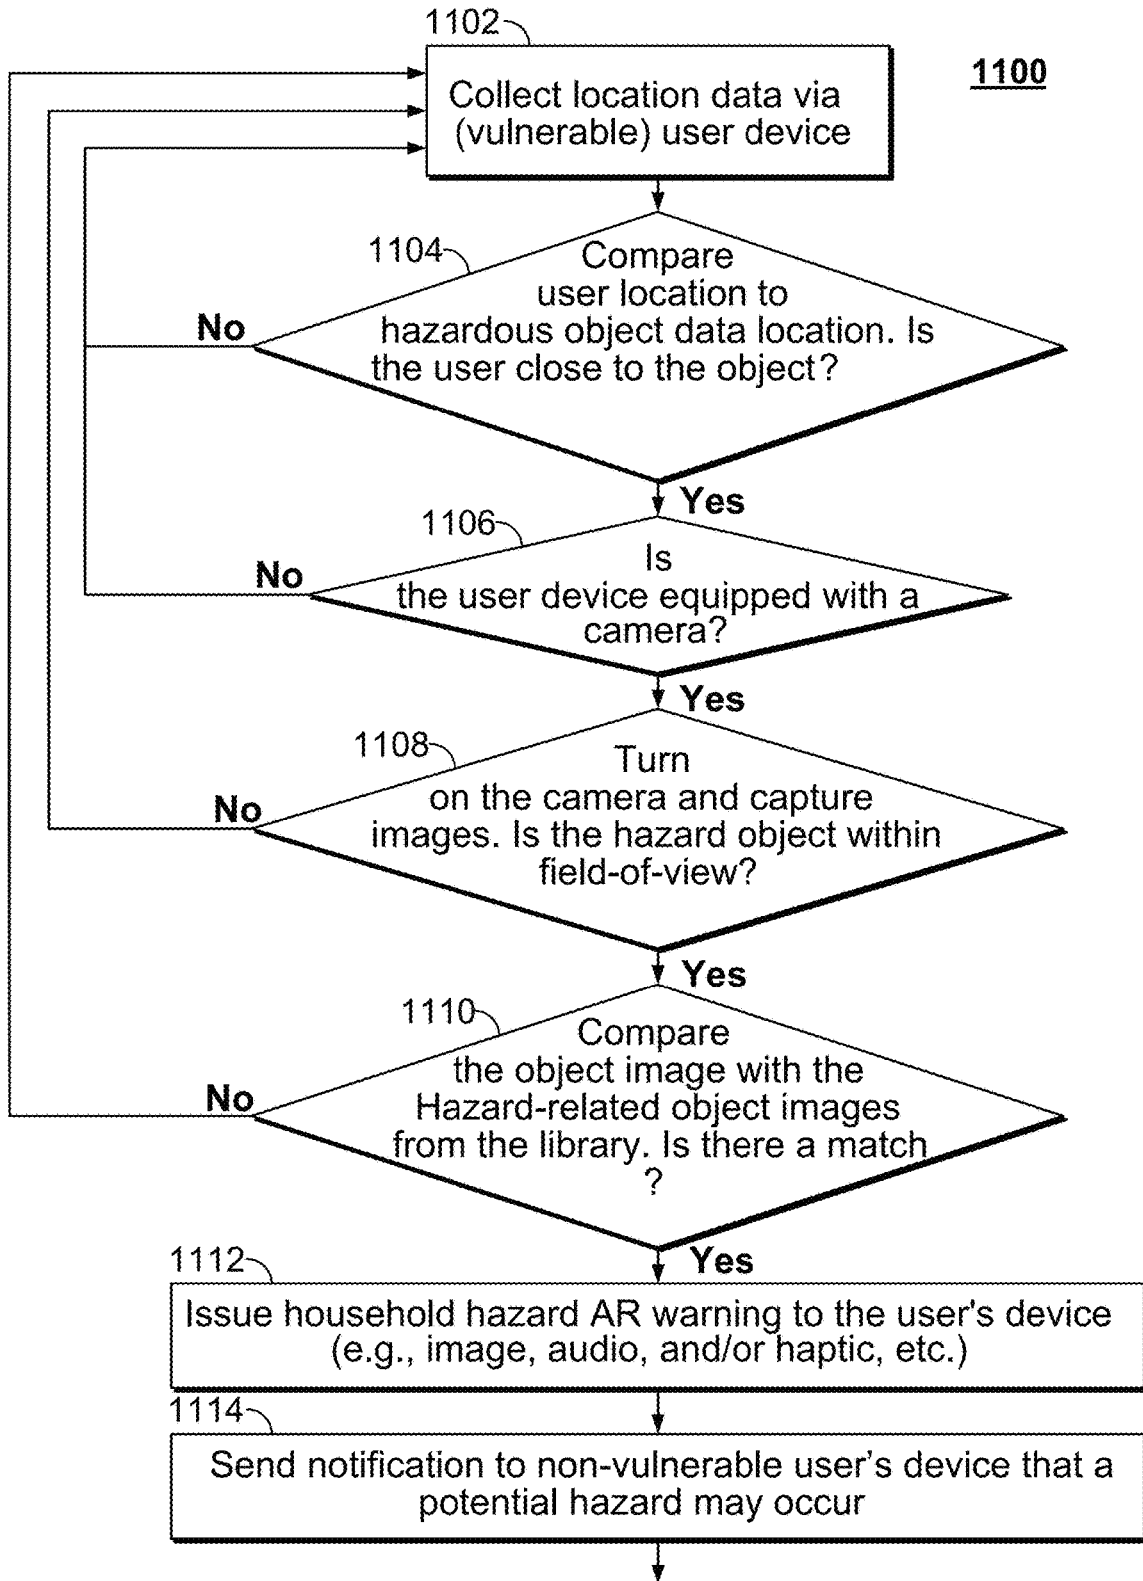 1102
1100
Collect location data via
(vulnerable) user device
1104
Compare
user location to
hazardous object data location. Is
the user close to the object?
No
Yes
1106
Is
the user device equipped with a
camera?
No
Yes
1108
Turn
on the camera and capture
images. Is the hazard object within
field-of-view?
No
Yes
1110
Compare
the object image with the
Hazard-related object images
from the library. Is there a match
?
No
Yes
1112
Issue household hazard AR warning to the user's device
(e.g., image, audio, and/or haptic, etc.)
1114
Send notification to non-vulnerable user’s device that a
potential hazard may occur